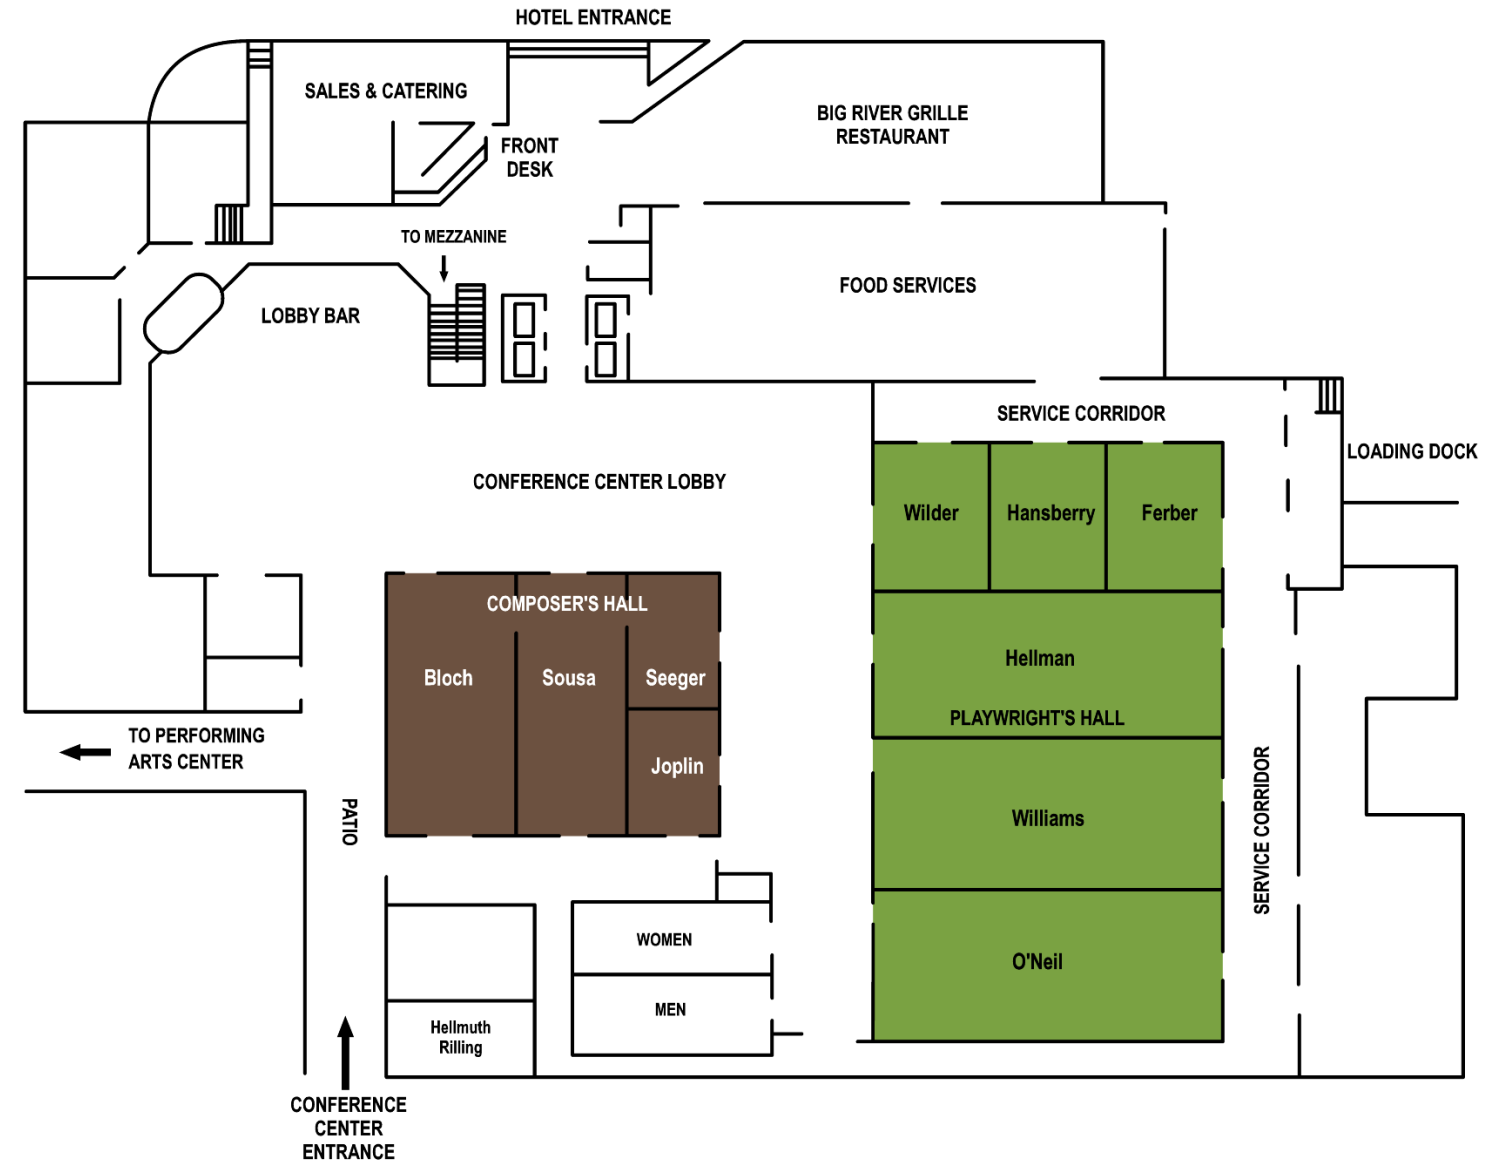 HOTEL ENTRANCE
SALES & CATERING
BIG RIVER GRILLE
RESTAURANT
FRONT
DESK
TO MEZZANINE
FOOD SERVICES
LOBBY BAR
SERVICE CORRIDOR
LOADING DOCK
CONFERENCE CENTER LOBBY
Wilder
Hansberry
Ferber
COMPOSER'S HALL
Bloch
Sousa
Seeger
Hellman
PLAYWRIGHT'S HALL
TO PERFORMING
ARTS CENTER
Joplin
PATIO
Williams
SERVICE CORRIDOR
WOMEN
O'Neil
MEN
Hellmuth
Rilling
CONFERENCE
CENTER
ENTRANCE